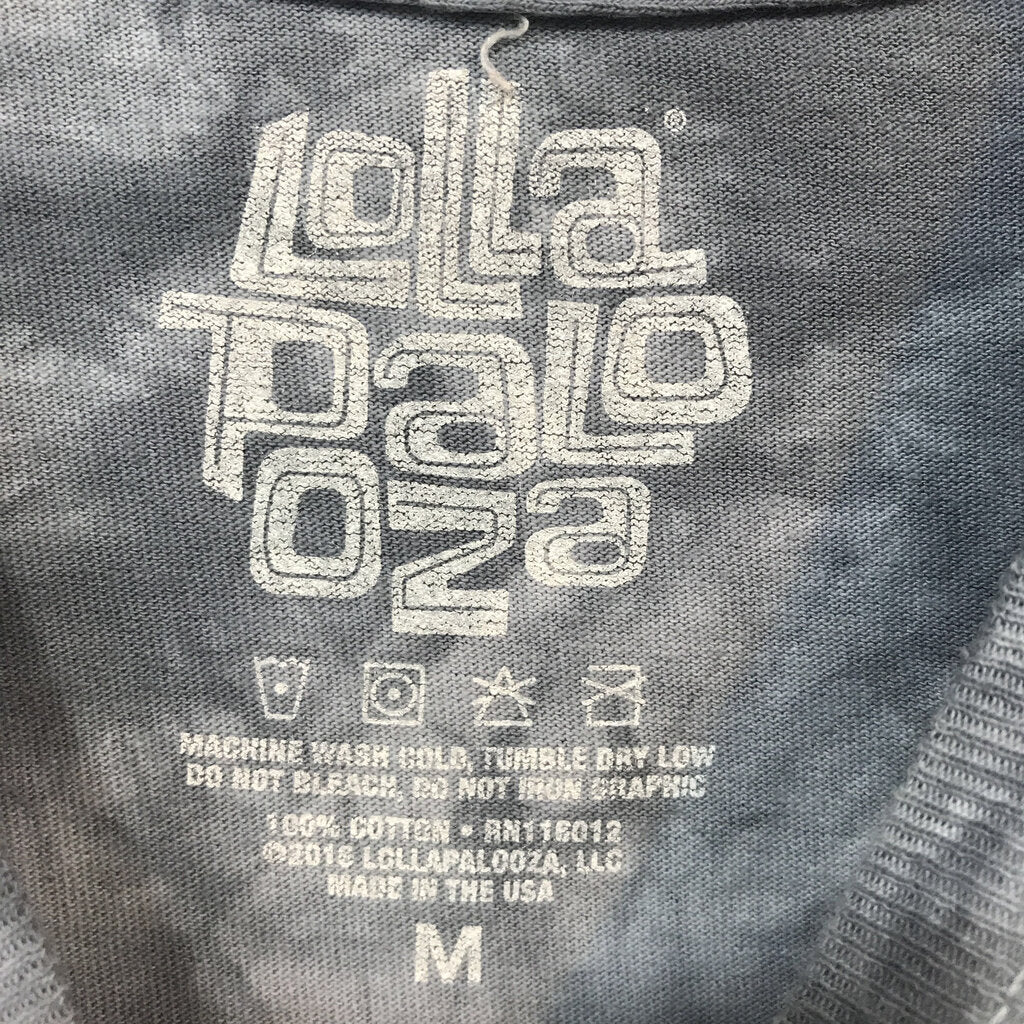 Lolla®
PaLO
OZa
MACHINE WASH COLD, TUMBLE DRY LOW
DO NOT BLEACH, DO NOT IRON GRAPHIC
100% COTTON • RN116012
©2016 LOLLAPALOOZA, LLC
MADE IN THE USA
M